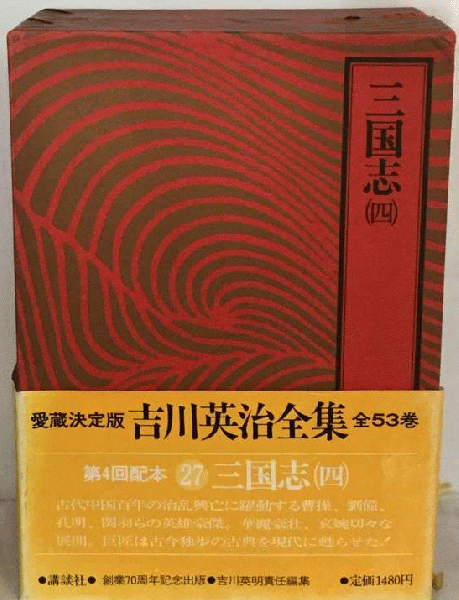 三国志
(四)
愛蔵決定版 吉川英治全集 全53巻
第4回配本 27 三国志(四)
古代中国百年の治乱興亡に躍動する曹操、劉備、
孔明、関羽らの英雄豪傑。華麗豪壮、哀婉切々な
展開。巨匠は古今独歩の古典を現代に甦らせた!
●講談社● 創業70周年記念出版●吉川英明責任編集 ●定価1480円